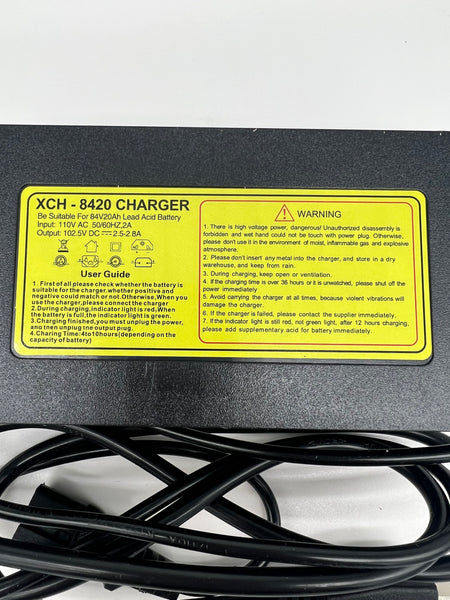 XCH - 8420 CHARGER
Be Suitable For 84V20Ah Lead Acid Battery
Input: 110V AC 50/60HZ,2A
Output: 102.5V DC 2.5-2.8A
User Guide
1. First of all please check whether the battery is
suitable for the charger. whether positive and
negative could match or not. Otherwise, When you
use the charger, please connect the charger
2. During charging, indicator light is red, When
the battery is full, the indicator light is green.
3. Charging finished, you must unplug the power,
and then unplug the output plug.
4. Charing Time: 4to10hours(depending on the
capacity of battery)
WARNING
1. There is high voltage power, dangerous! Unauthorized disassembly is
forbidden and wet hand could not be touch with power plug. Otherwise,
please don't use it in the environment of moist, inflammable gas and explosive
atmosphere.
2. Please don't insert any metal into the charger, and store in a dry
warehouse, and keep from rain.
3. During charging, keep open or ventilation.
4. If the charging time is over 36 hours or it is unwatched, please shut off the
power immediately
5. Avoid carrying the charger at all times, because violent vibrations will
damage the charger.
6. If the charger is failed, please contact the supplier immediately.
7. If the indicator light is still red, not green light, after 12 hours charging,
please add supplementary acid for battery immediately.